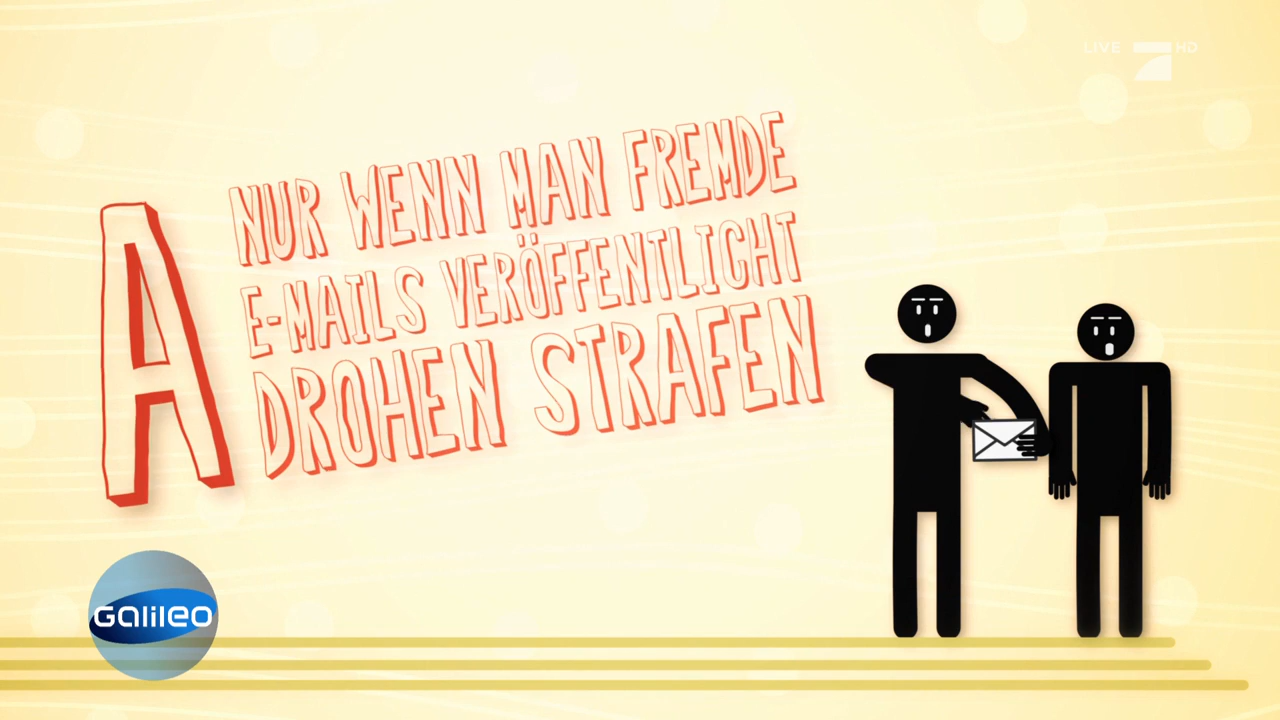 LIVE HD
A
NUR WENN MAN FREMDE
E-MAILS VERÖFFENTLICHT
DROHEN STRAFEN
Galileo